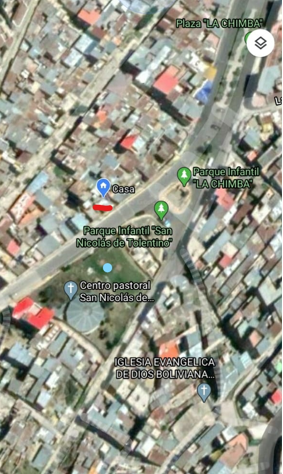 Plaza "LA CHIMBA"
L
Parque Infantil
"LA CHIMBA"
Casa
Parque Infantil "San
Nicolás de Tolentino"
Centro pastoral
San Nicolás de...
IGLESIA EVANGELICA
DE DIOS BOLIVIANA...